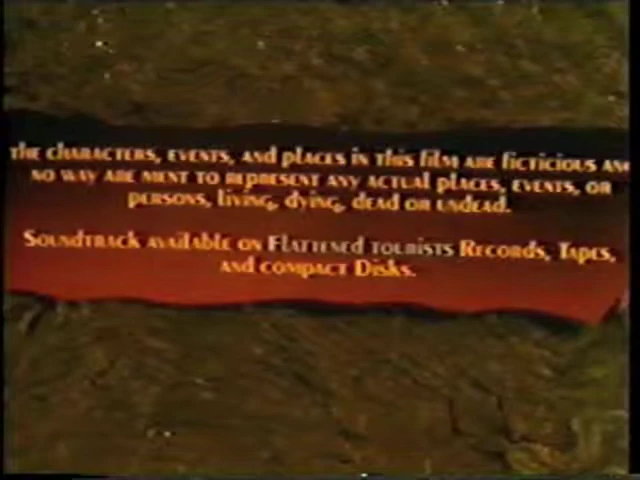 THE CHARACTERS, EVENTS, AND PLACES IN THIS FILM ARE FICTICIOUS AN
NO WAY ARE MENT TO REPRESENT ANY ACTUAL PLACES, EVENTS, OR
PERSONS, LIVING, DYING, DEAD OR UNDEAD.
SOUNDTRACK AVAILABLE ON FLATTENED TOURISTS RECORDS, TAPES,
AND COMPACT DISKS.